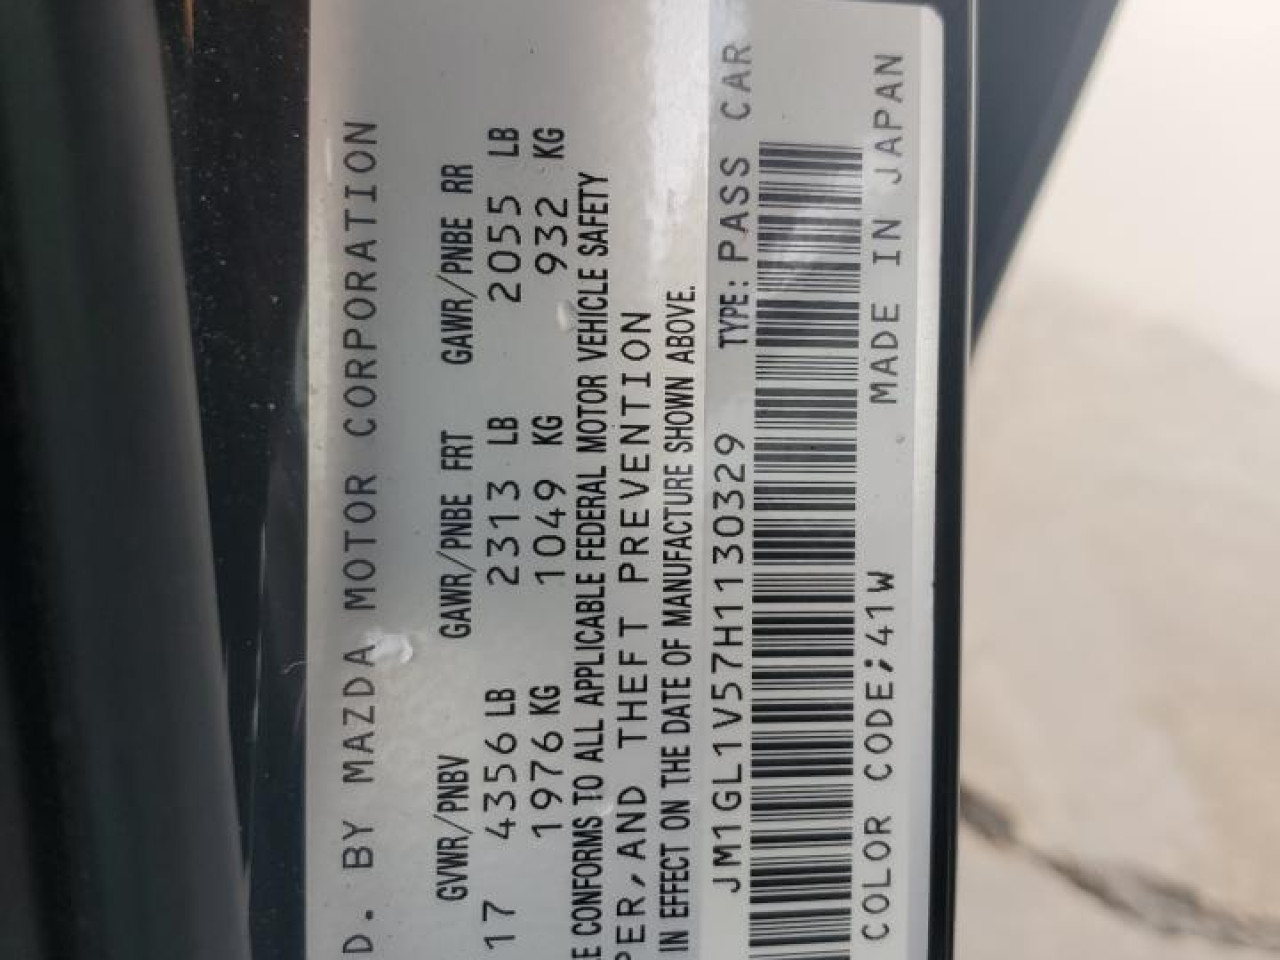 D. BY MAZDA MOTOR CORPORATION
GVWR/PNBV GAWR/PNBE FRT GAWR/PNBE RR
17 4356 LB 2313 LB 2055 LB
1976 KG 1049 KG 932 KG
E CONFORMS TO ALL APPLICABLE FEDERAL MOTOR VEHICLE SAFETY
PER, AND THEFT PREVENTION
IN EFFECT ON THE DATE OF MANUFACTURE SHOWN ABOVE.
JM1GL1V57H1130329 TYPE: PASS CAR
COLOR CODE; 41W MADE IN JAPAN